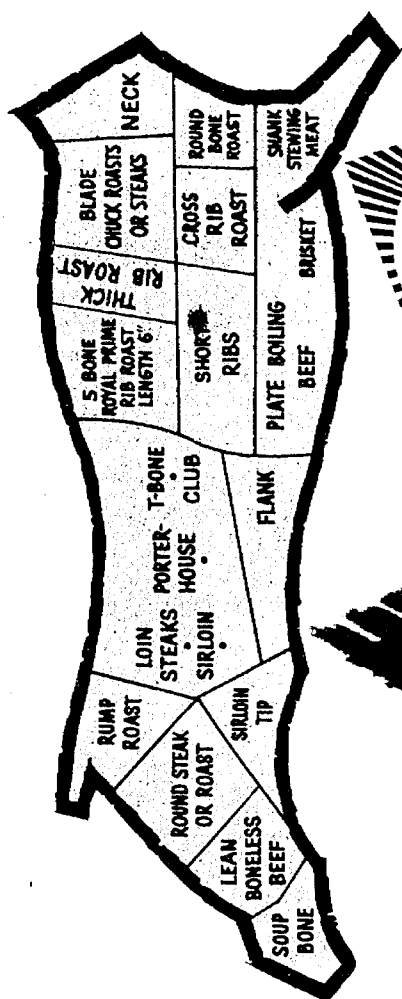 NECK
BLADE
CHUCK ROASTS
OR STEAKS
THICK
RIB ROAST
5 BONE
ROYAL PRIME
RIB ROAST
LENGTH 6"
ROUND
BONE
ROAST
CROSS
RIB
ROAST
SHORT
RIBS
SHANK
STEWING
MEAT
BRISKET
PLATE BOILING
BEEF
FLANK
LOIN
STEAKS
PORTER-
HOUSE
T-BONE
CLUB
SIRLOIN
RUMP
ROAST
ROUND STEAK
OR ROAST
SIRLOIN
TIP
LEAN
BONELESS
BEEF
SOUP
BONE